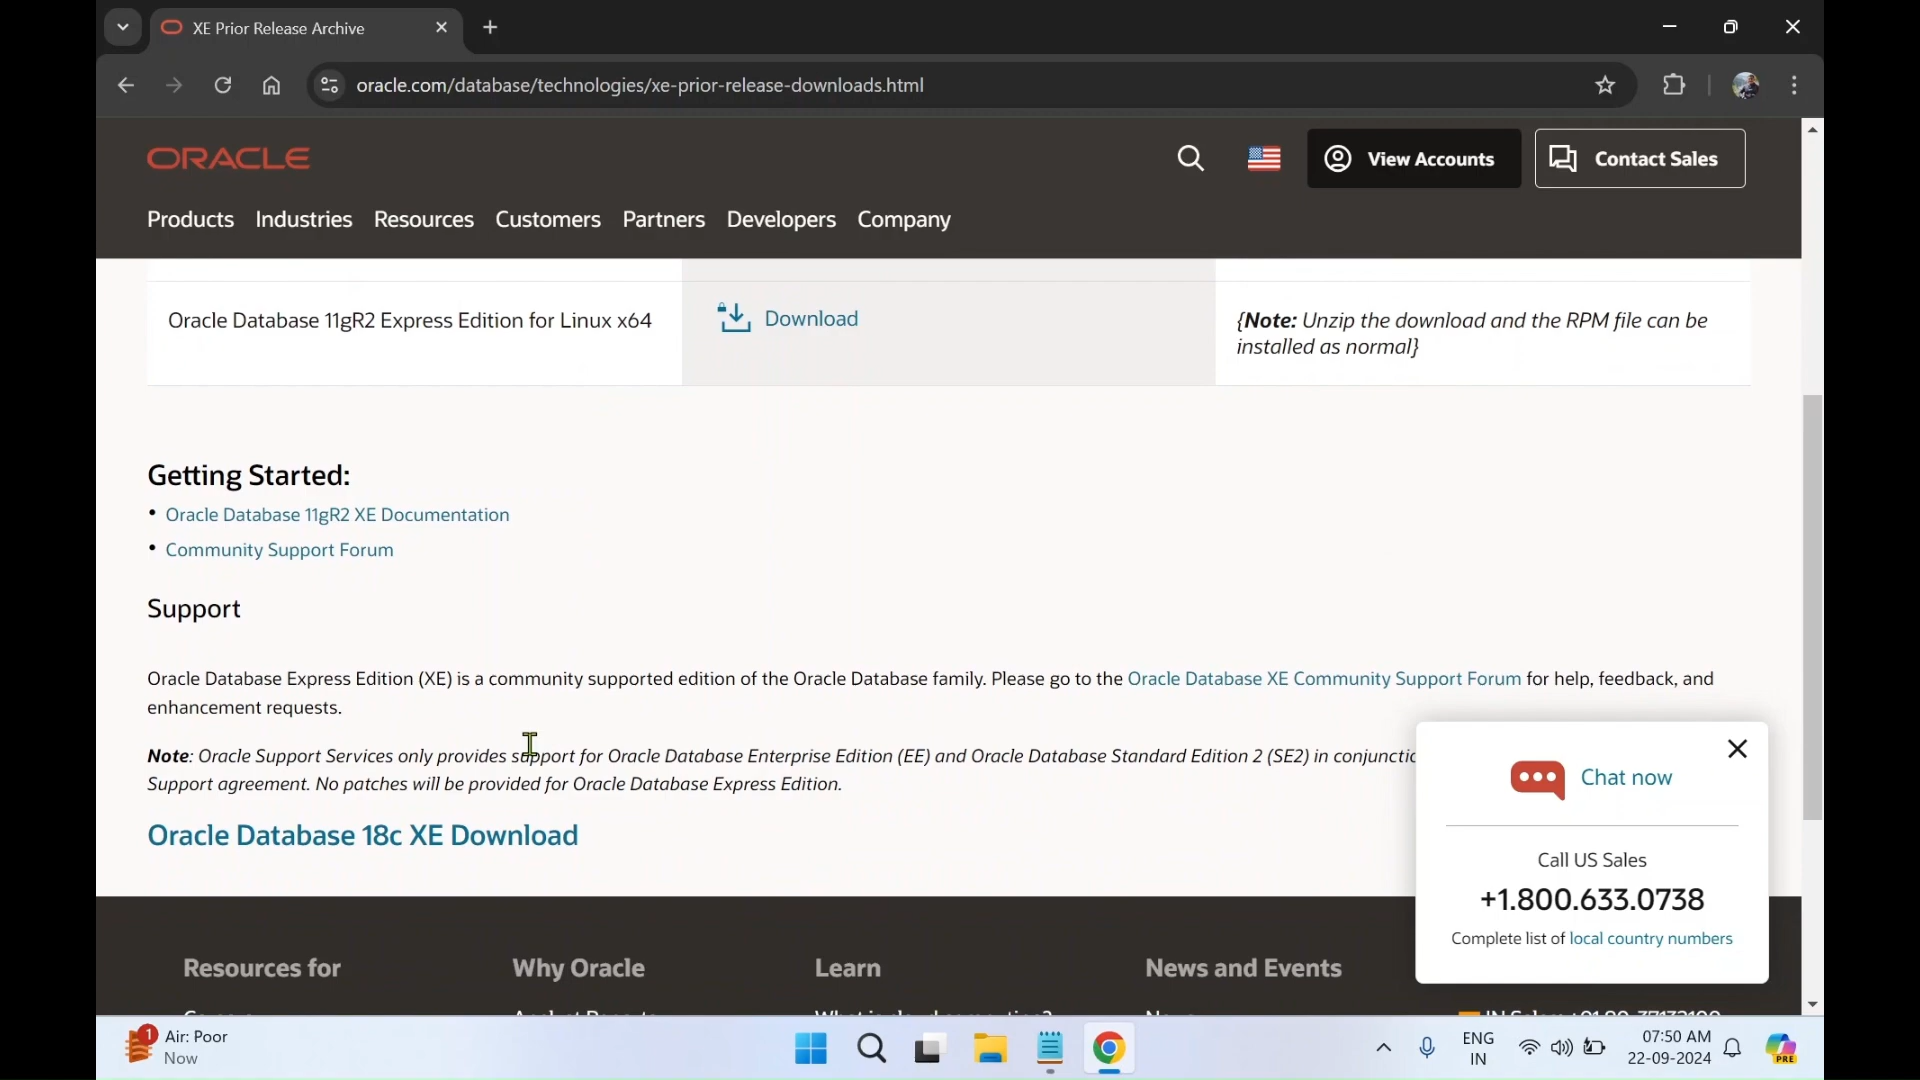 XE Prior Release Archive
oracle.com/database/technologies/xe-prior-release-downloads.html
ORACLE
View Accounts
Contact Sales
Products Industries Resources Customers Partners Developers Company
Oracle Database 11gR2 Express Edition for Linux x64
Download
{Note: Unzip the download and the RPM file can be
installed as normal}
Getting Started:
• Oracle Database 11gR2 XE Documentation
• Community Support Forum
Support
Oracle Database Express Edition (XE) is a community supported edition of the Oracle Database family. Please go to the Oracle Database XE Community Support Forum for help, feedback, and
enhancement requests.
Note: Oracle Support Services only provides support for Oracle Database Enterprise Edition (EE) and Oracle Database Standard Edition 2 (SE2) in
Support agreement. No patches will be provided for Oracle Database Express Edition.
Oracle Database 18c XE Download
Chat now
Call US Sales
+1.800.633.0738
Complete list of local country numbers
Resources for
Why Oracle
Learn
News and Events
1
Air: Poor
Now
ENG
IN
07:50 AM
22-09-2024
PRE